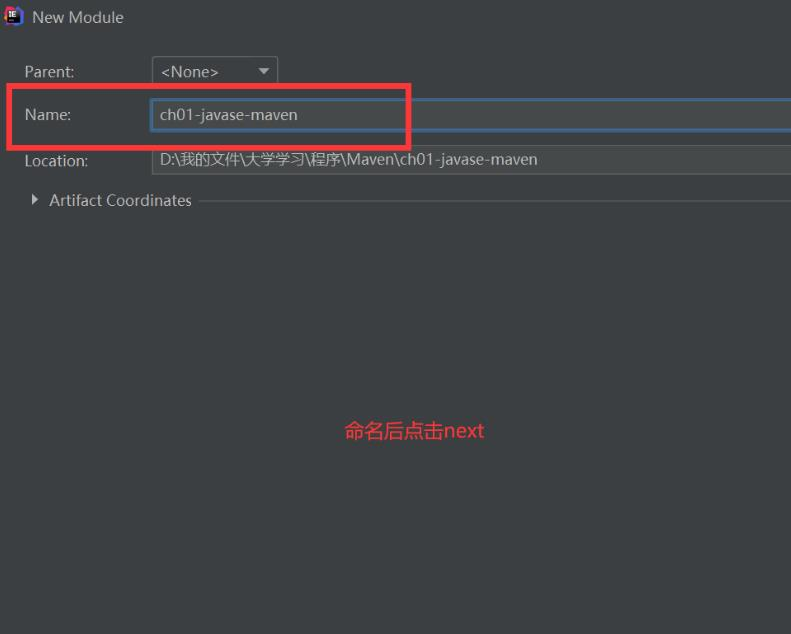 New Module
Parent: <None>
Name: ch01-javase-maven
Location: D:\我的文件\大学学习\程序\Maven\ch01-javase-maven
Artifact Coordinates
命名后点击next